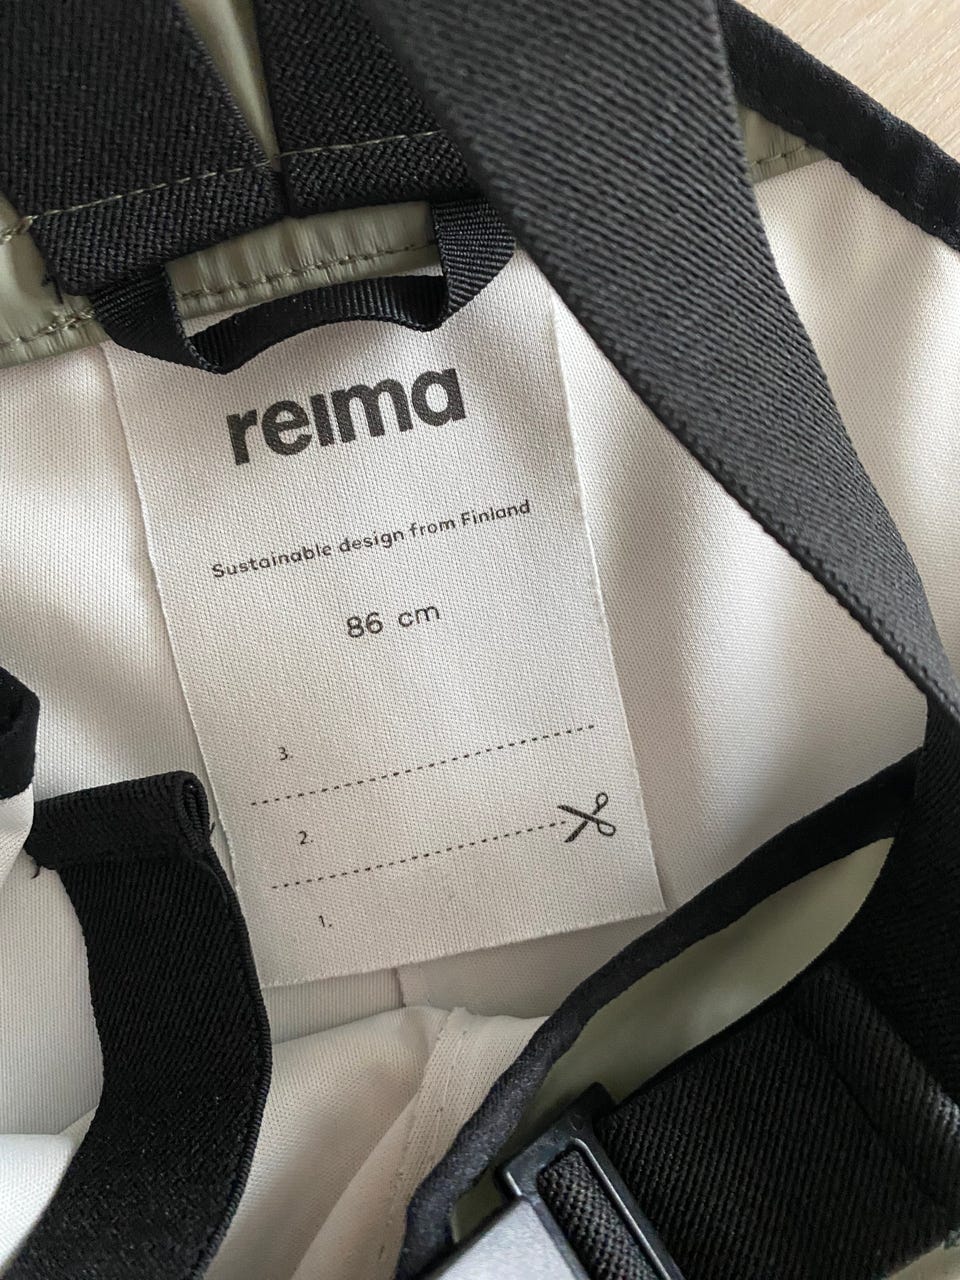 reima
Sustainable design from Finland
86 cm
3.
2.
1.